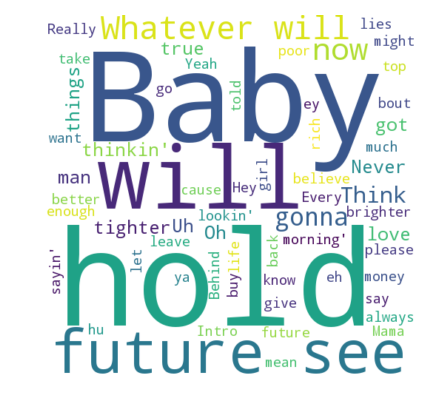 Really
Whatever will
lies
might
take
true
now
poor
top
Yeah
things
Baby
go
told
ey
bout
want
rich
got
thinkin'
much
will
girl
Never
man
cause
Hey
believe
better
Every
Think
enough
lookin'
gonna
brighter
tighter
Uh
Oh
love
leave
back
morning'
please
sayin'
let
hold
Behind
life
ya
buy
know
eh
money
give
say
always
hu
Intro
future
Mama
future see
mean